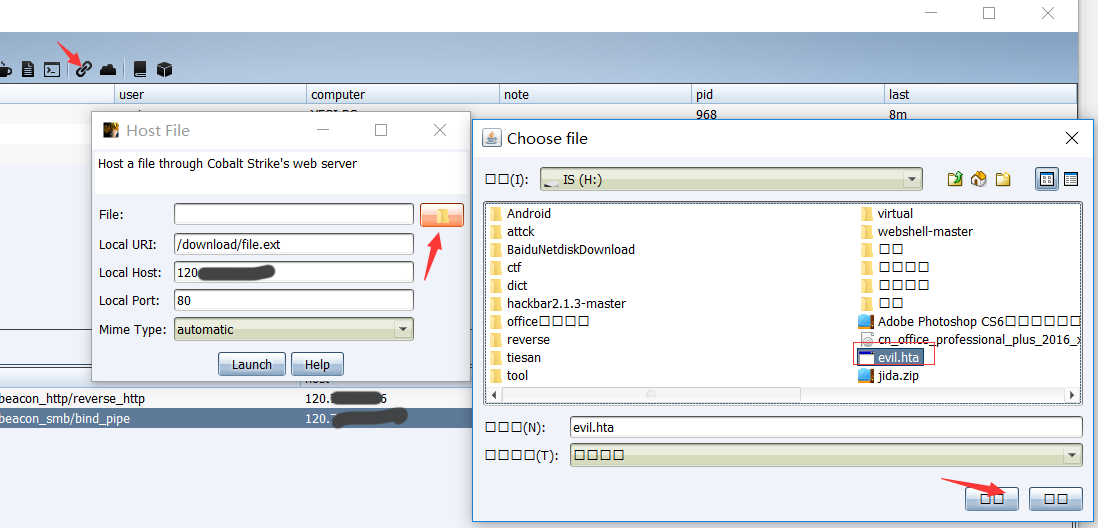 user computer note pid last
968 8m
Host File
Host a file through Cobalt Strike's web server
File:
Local URI: /download/file.ext
Local Host: 120
Local Port: 80
Mime Type: automatic
Launch Help
beacon_http/reverse_http 120. 6
beacon_smb/bind_pipe 120.
Choose file
□□(I): IS (H:)
Android
attck
BaiduNetdiskDownload
ctf
dict
hackbar2.1.3-master
office□□□□
reverse
tiesan
tool
virtual
webshell-master
□□
□□□□
□□□□
□□
Adobe Photoshop CS6□□□□□□
cn_office_professional_plus_2016_x
evil.hta
jida.zip
□□□(N): evil.hta
□□□□(T): □□□□
□□ □□